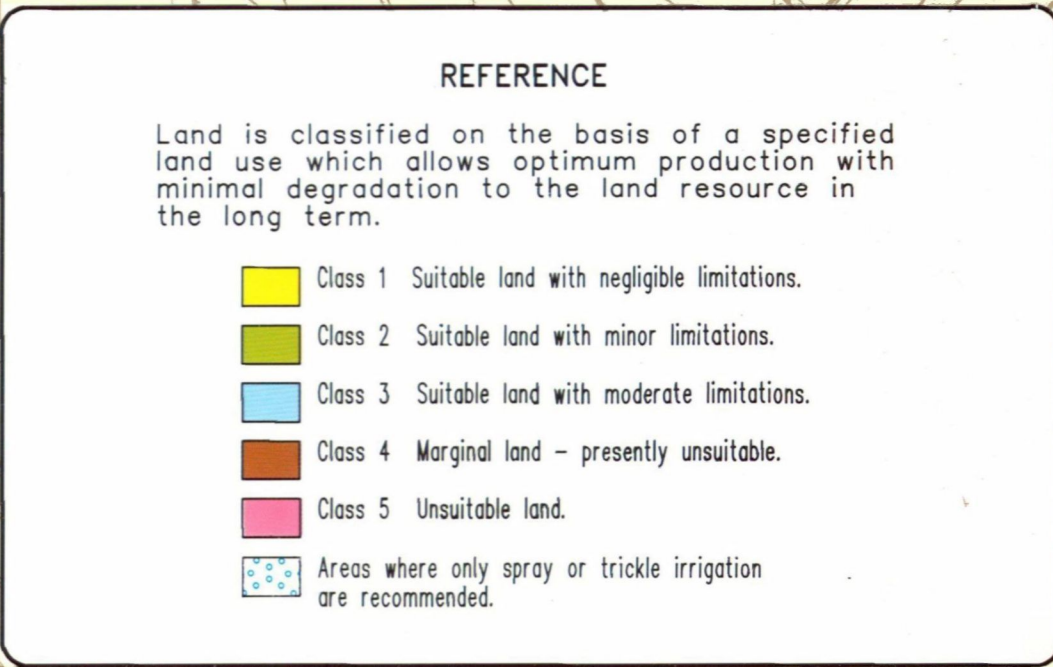 REFERENCE
Land is classified on the basis of a specified
land use which allows optimum production with
minimal degradation to the land resource in
the long term.
Class 1 Suitable land with negligible limitations.
Class 2 Suitable land with minor limitations.
Class 3 Suitable land with moderate limitations.
Class 4 Marginal land – presently unsuitable.
Class 5 Unsuitable land.
Areas where only spray or trickle irrigation
are recommended.